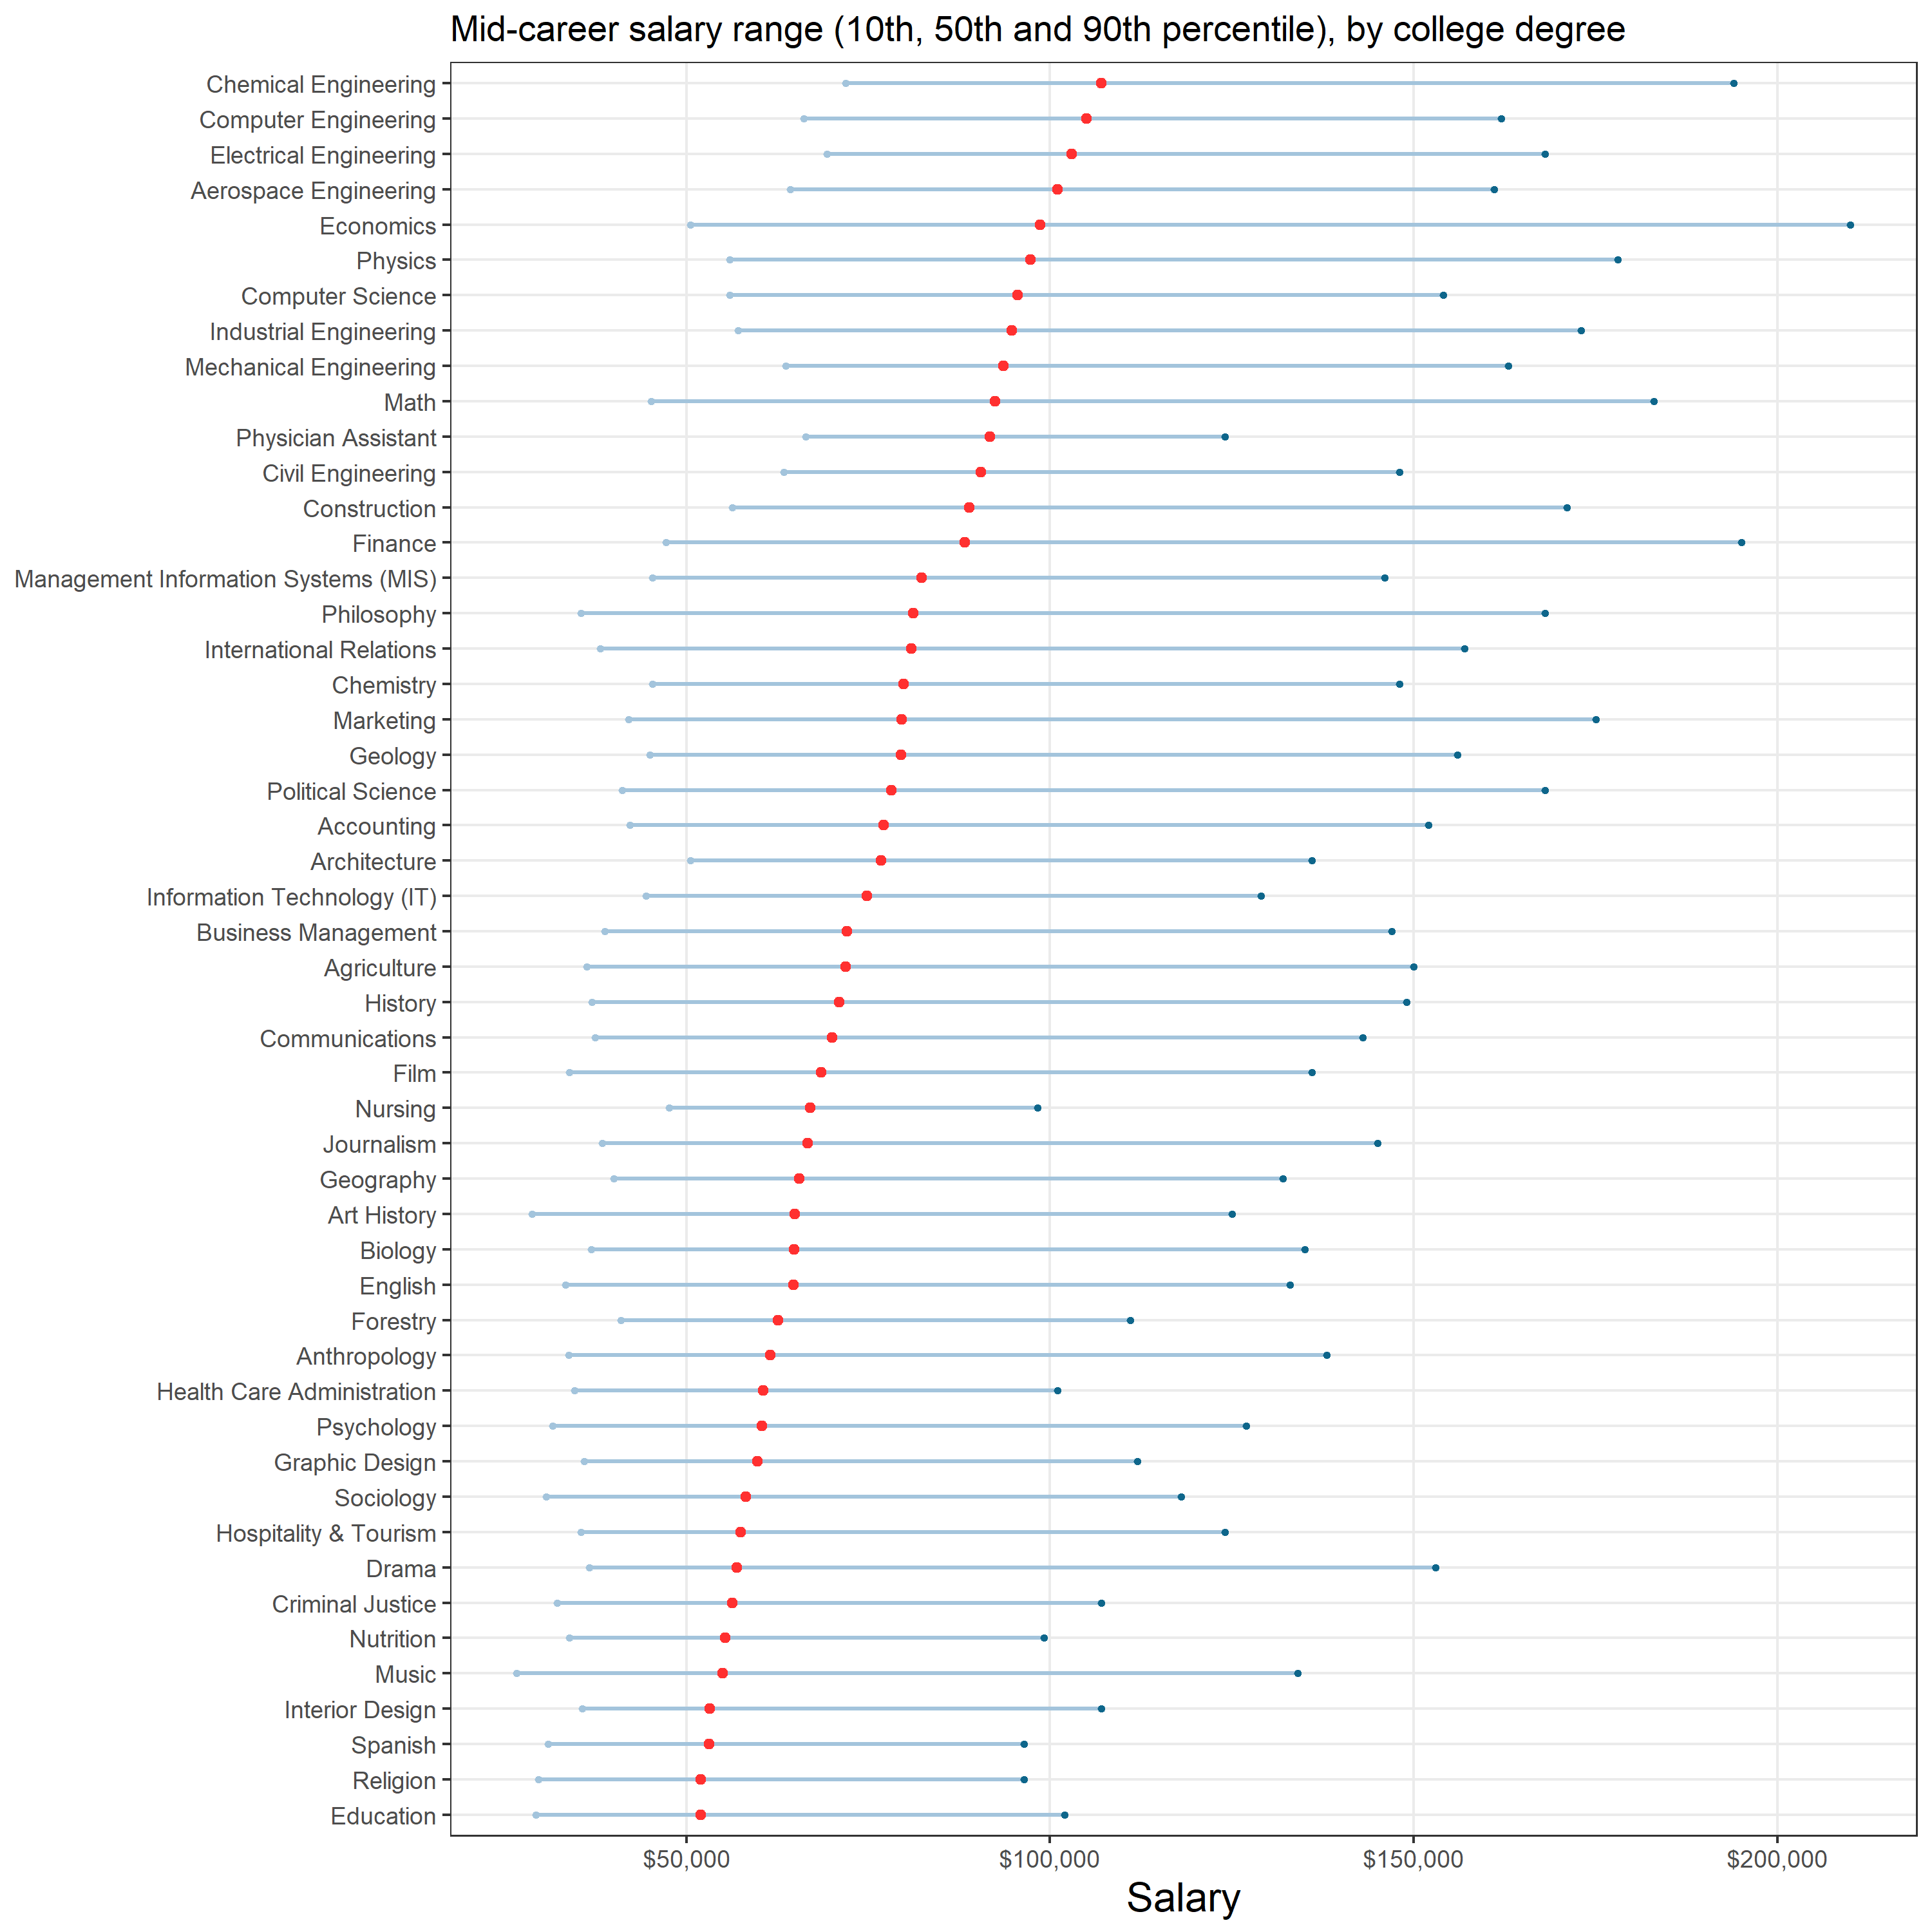 Mid-career salary range (10th, 50th and 90th percentile), by college degree
Chemical Engineering
Computer Engineering
Electrical Engineering
Aerospace Engineering
Economics
Physics
Computer Science
Industrial Engineering
Mechanical Engineering
Math
Physician Assistant
Civil Engineering
Construction
Finance
Management Information Systems (MIS)
Philosophy
International Relations
Chemistry
Marketing
Geology
Political Science
Accounting
Architecture
Information Technology (IT)
Business Management
Agriculture
History
Communications
Film
Nursing
Journalism
Geography
Art History
Biology
English
Forestry
Anthropology
Health Care Administration
Psychology
Graphic Design
Sociology
Hospitality & Tourism
Drama
Criminal Justice
Nutrition
Music
Interior Design
Spanish
Religion
Education
$50,000 $100,000 $150,000 $200,000
Salary